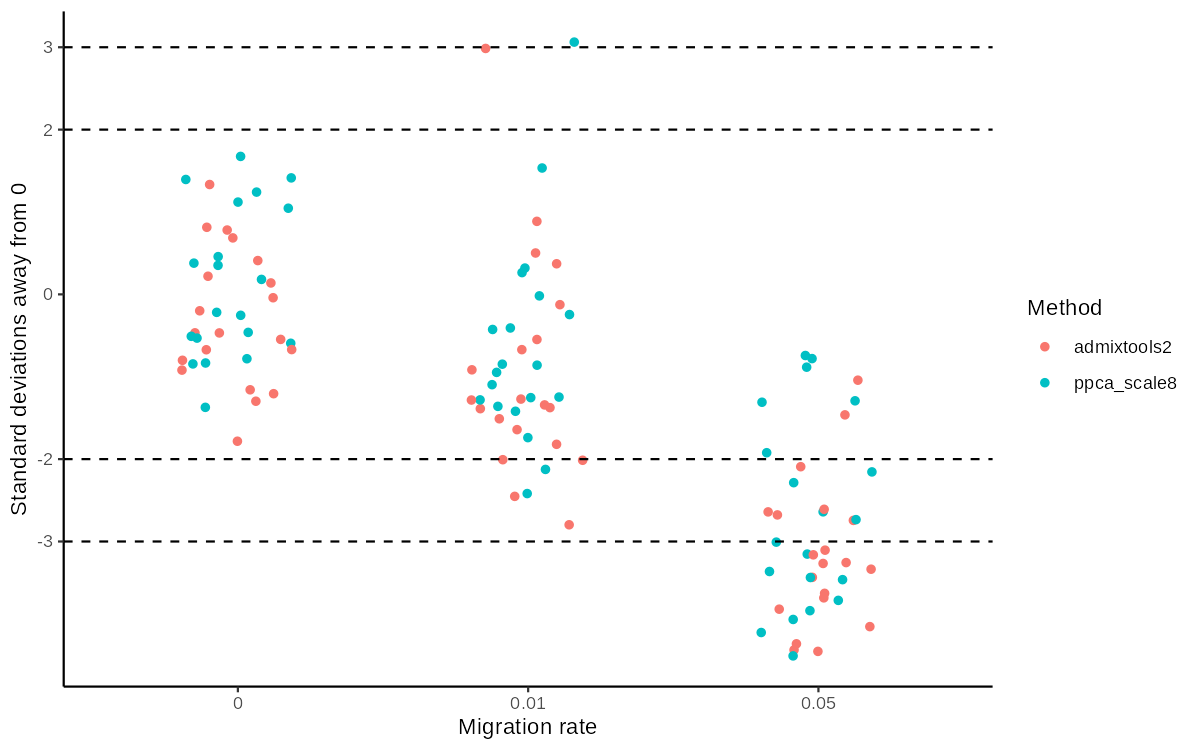 Standard deviations away from 0
3
2
0
-2
-3
0
0.01
0.05
Migration rate
Method
admixtools2
ppca_scale8